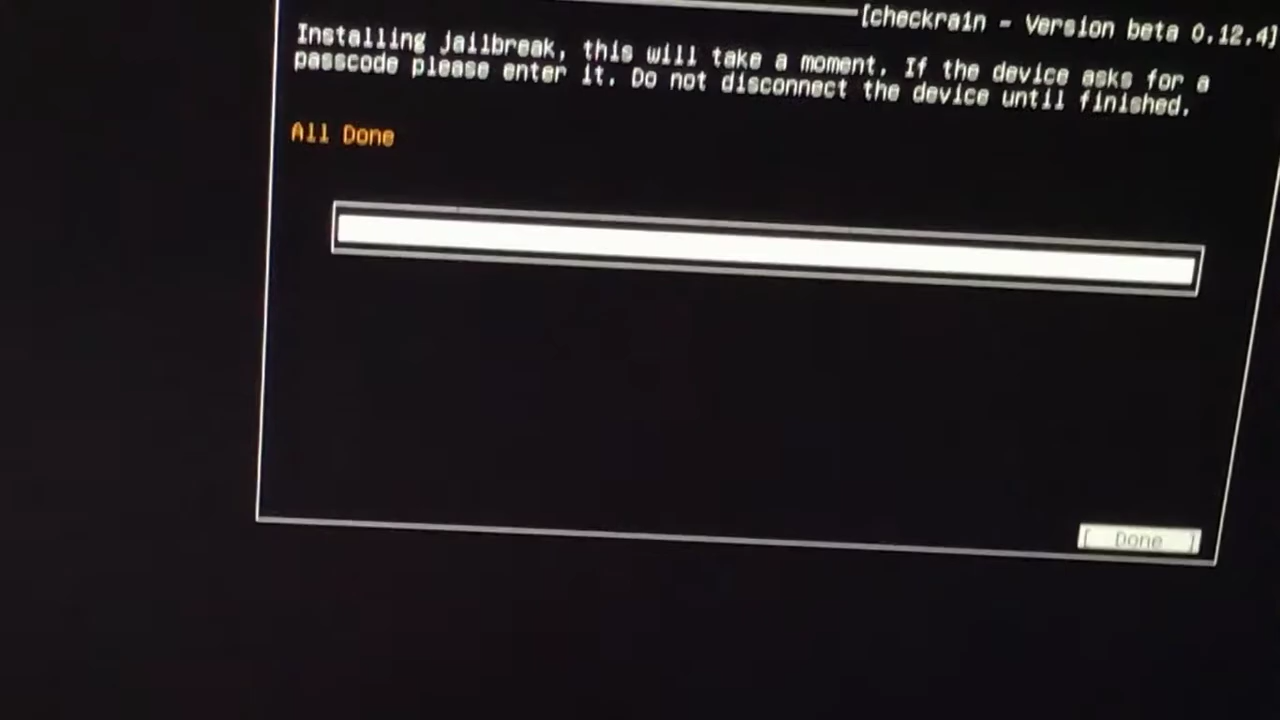 [checkra1n - Version beta 0.12.4]
Installing jailbreak, this will take a moment. If the device asks for a
passcode please enter it. Do not disconnect the device until finished.
All Done
[ Done ]